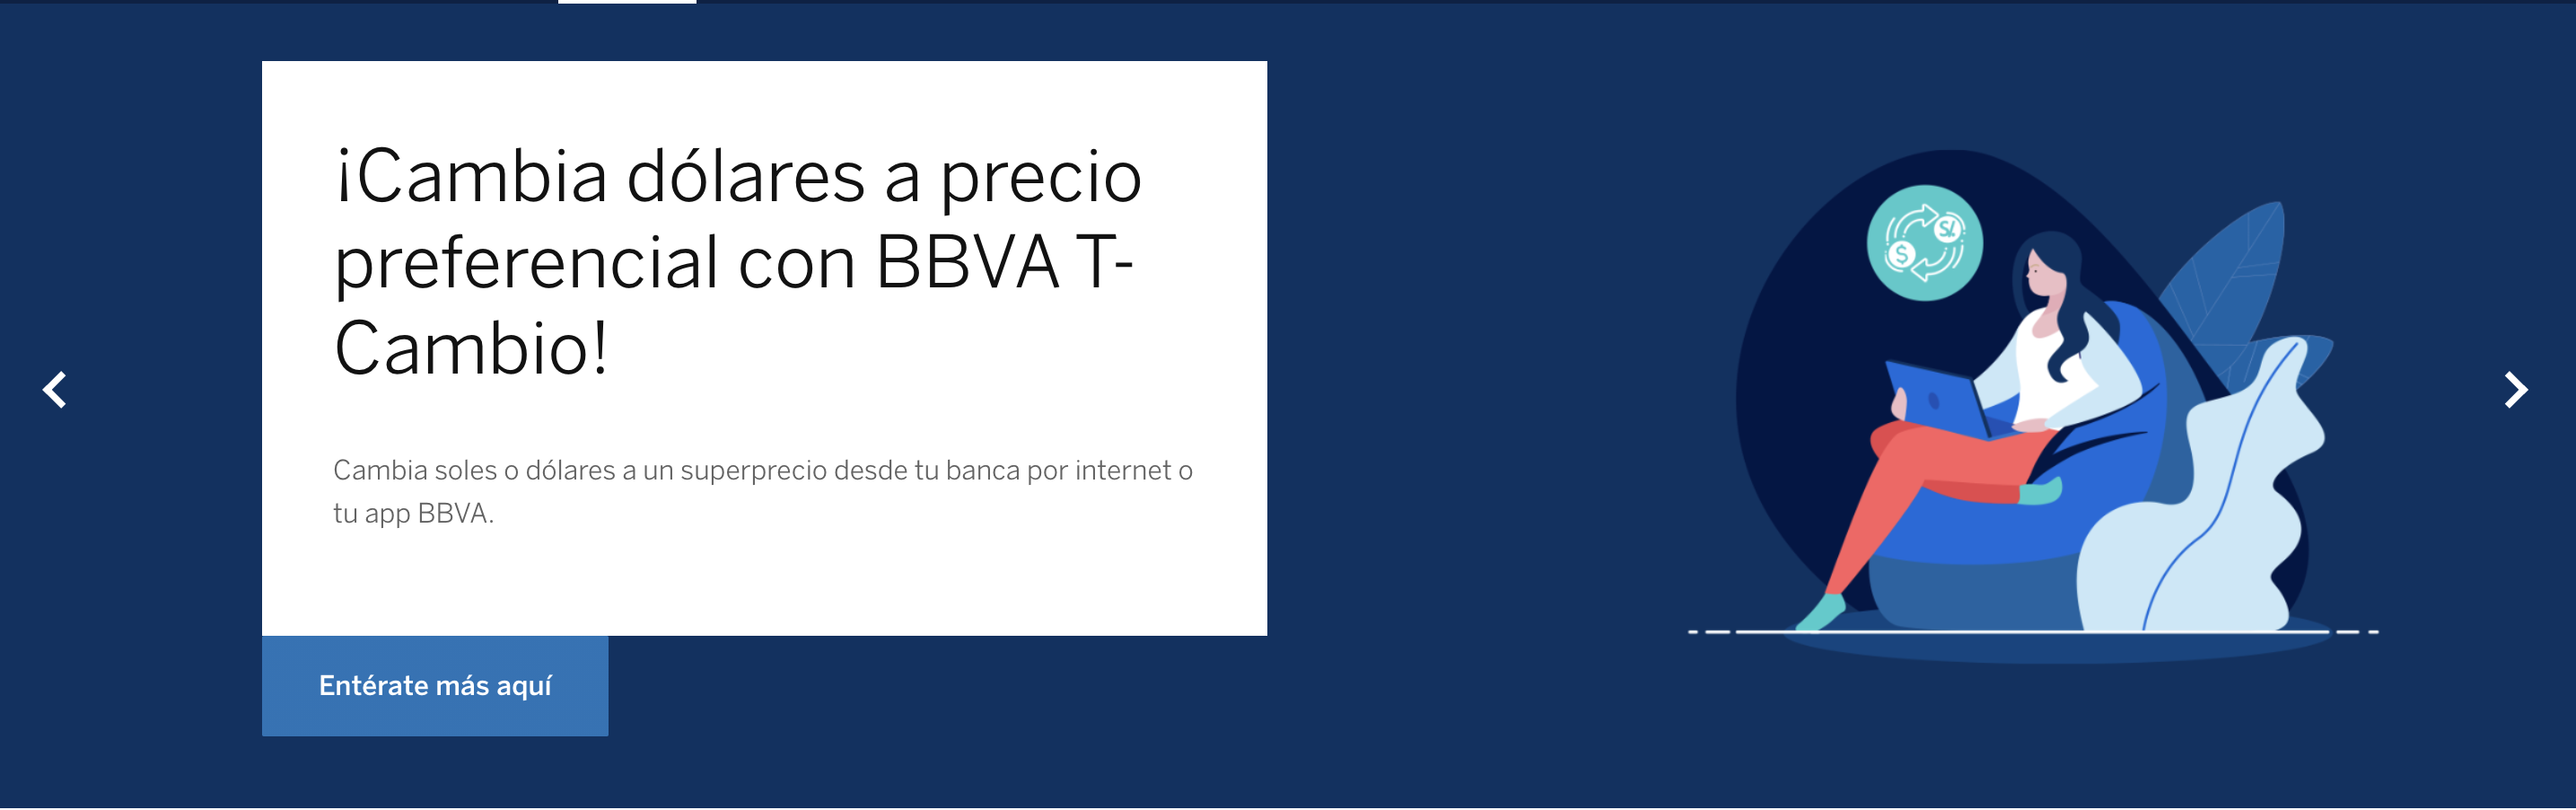 ¡Cambia dólares a precio
preferencial con BBVA T-
Cambio!
Cambia soles o dólares a un superprecio desde tu banca por internet o
tu app BBVA.
Entérate más aquí
$
S/